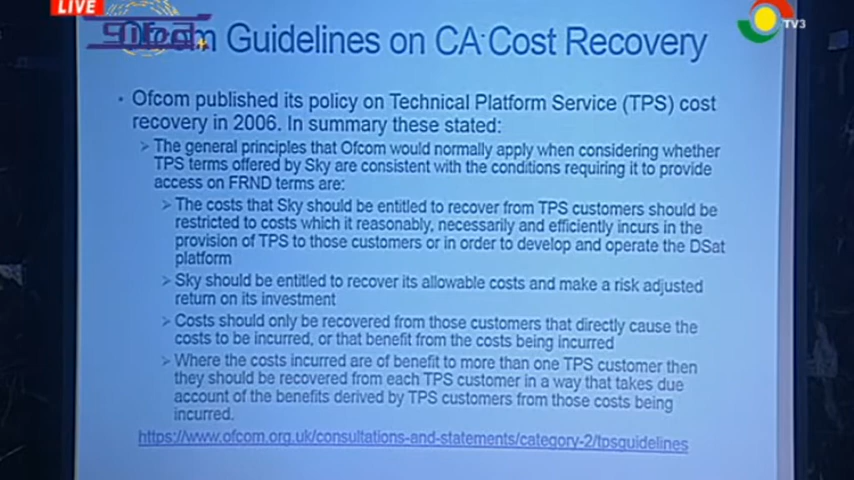 LIVE
Ofcom Guidelines on CA Cost Recovery
TV3
• Ofcom published its policy on Technical Platform Service (TPS) cost
recovery in 2006. In summary these stated:
➢ The general principles that Ofcom would normally apply when considering whether
TPS terms offered by Sky are consistent with the conditions requiring it to provide
access on FRND terms are:
➢ The costs that Sky should be entitled to recover from TPS customers should be
restricted to costs which it reasonably, necessarily and efficiently incurs in the
provision of TPS to those customers or in order to develop and operate the DSat
platform
➢ Sky should be entitled to recover its allowable costs and make a risk adjusted
return on its investment
➢ Costs should only be recovered from those customers that directly cause the
costs to be incurred, or that benefit from the costs being incurred
➢ Where the costs incurred are of benefit to more than one TPS customer then
they should be recovered from each TPS customer in a way that takes due
account of the benefits derived by TPS customers from those costs being
incurred.
https://www.ofcom.org.uk/consultations-and-statements/category-2/tpsguidelines